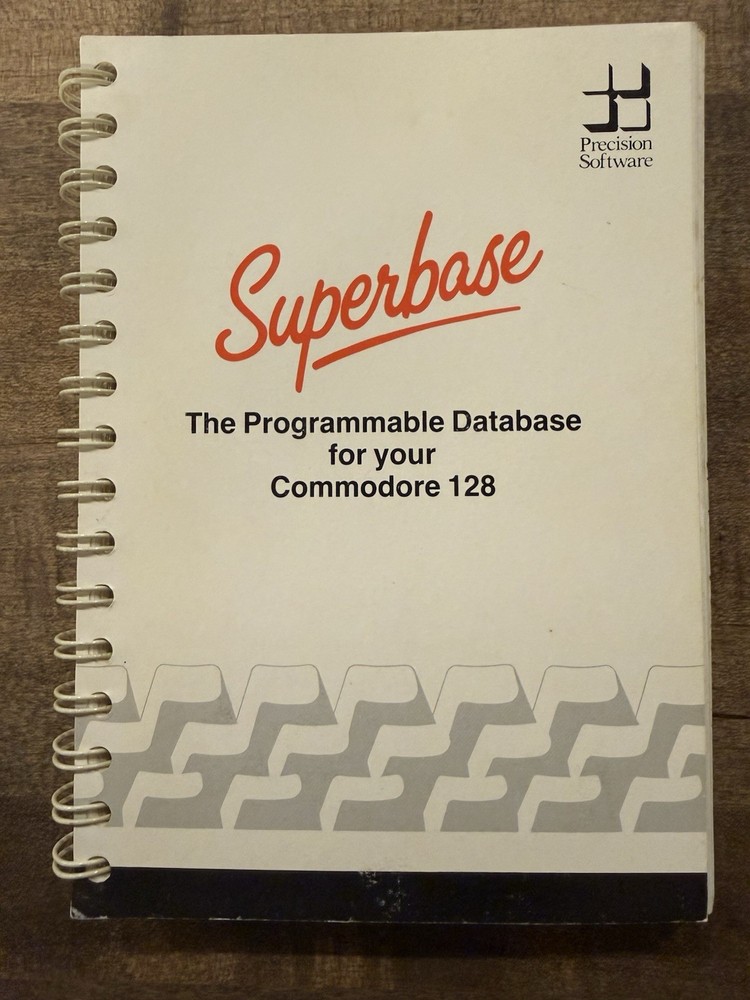 Precision
Software
Superbase
The Programmable Database
for your
Commodore 128